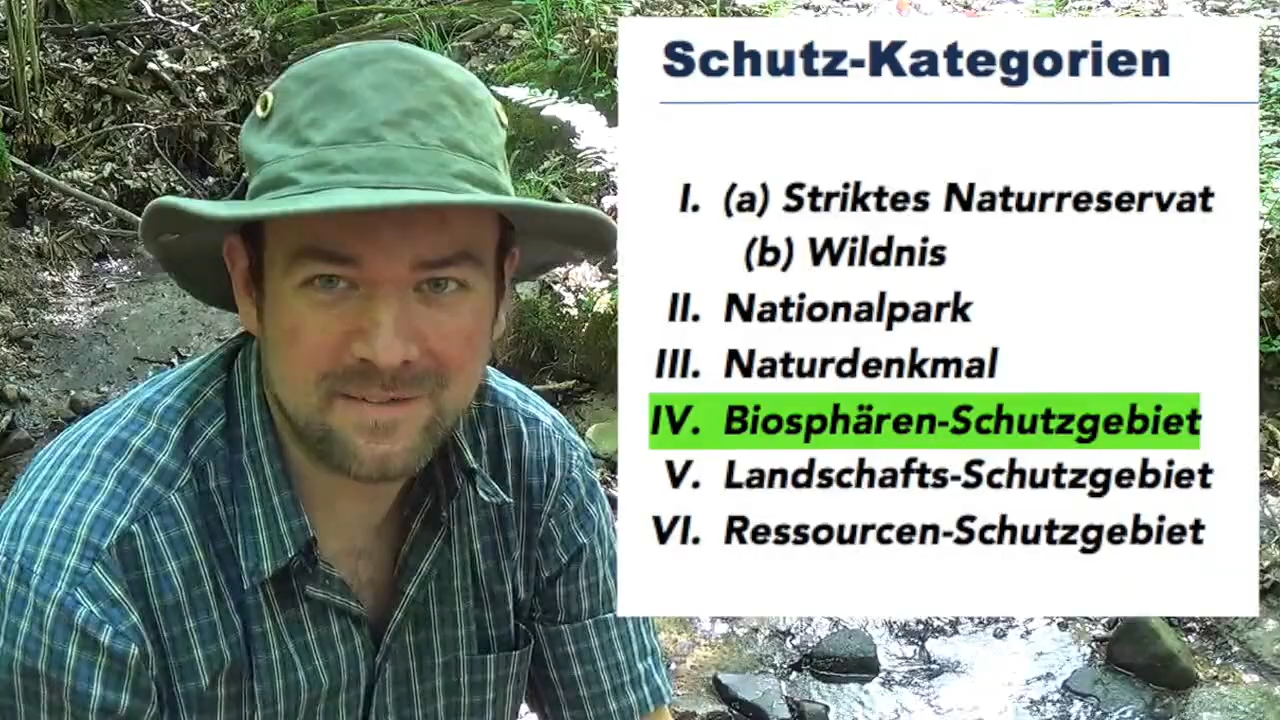 Schutz-Kategorien
I. (a) Striktes Naturreservat
(b) Wildnis
II. Nationalpark
III. Naturdenkmal
IV. Biosphären-Schutzgebiet
V. Landschafts-Schutzgebiet
VI. Ressourcen-Schutzgebiet